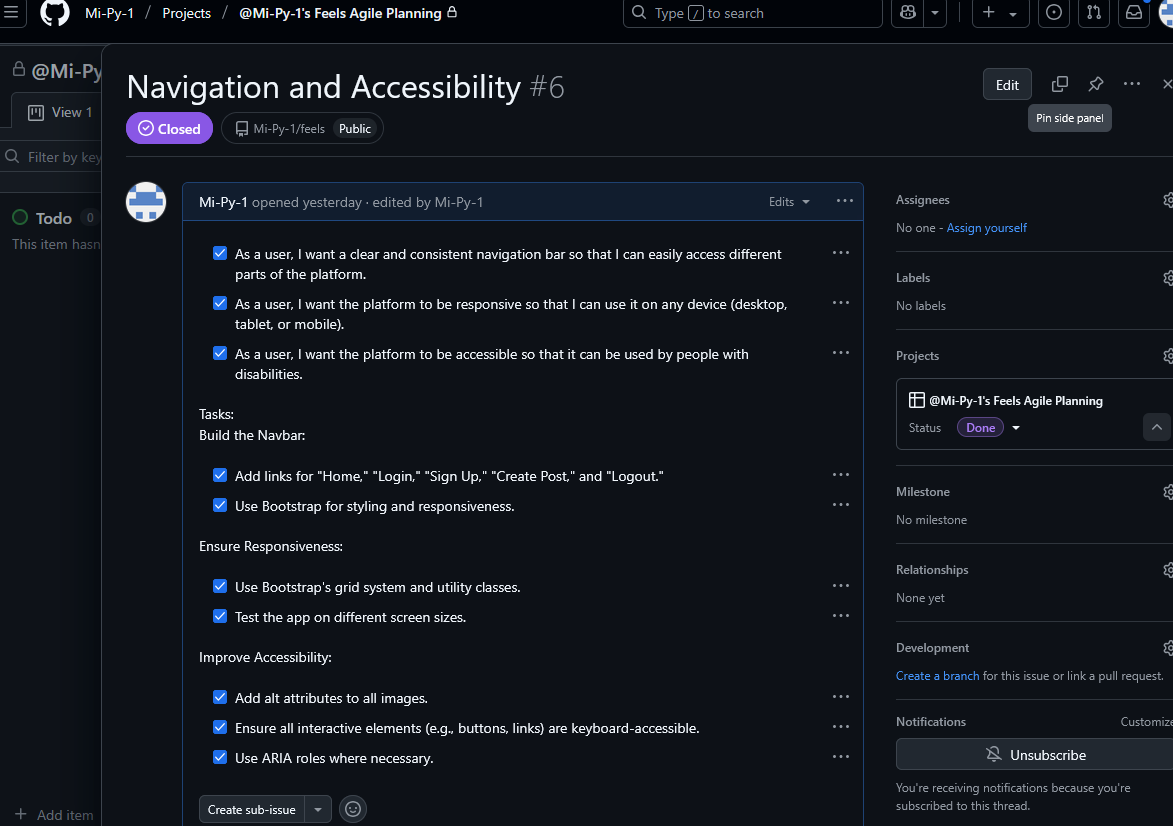 Mi-Py-1 / Projects / @Mi-Py-1's Feels Agile Planning
Type / to search
@Mi-Py
View 1
Filter by key
Todo 0
This item hasn
Add item
Navigation and Accessibility #6
Edit
Pin side panel
Closed
Mi-Py-1/feels Public
Mi-Py-1 opened yesterday · edited by Mi-Py-1
Edits
As a user, I want a clear and consistent navigation bar so that I can easily access different
parts of the platform.
As a user, I want the platform to be responsive so that I can use it on any device (desktop,
tablet, or mobile).
As a user, I want the platform to be accessible so that it can be used by people with
disabilities.
Tasks:
Build the Navbar:
Add links for "Home," "Login," "Sign Up," "Create Post," and "Logout."
Use Bootstrap for styling and responsiveness.
Ensure Responsiveness:
Use Bootstrap's grid system and utility classes.
Test the app on different screen sizes.
Improve Accessibility:
Add alt attributes to all images.
Ensure all interactive elements (e.g., buttons, links) are keyboard-accessible.
Use ARIA roles where necessary.
Create sub-issue
Assignees
No one - Assign yourself
Labels
No labels
Projects
@Mi-Py-1's Feels Agile Planning
Status Done
Milestone
No milestone
Relationships
None yet
Development
Create a branch for this issue or link a pull request.
Notifications
Customize
Unsubscribe
You're receiving notifications because you're
subscribed to this thread.